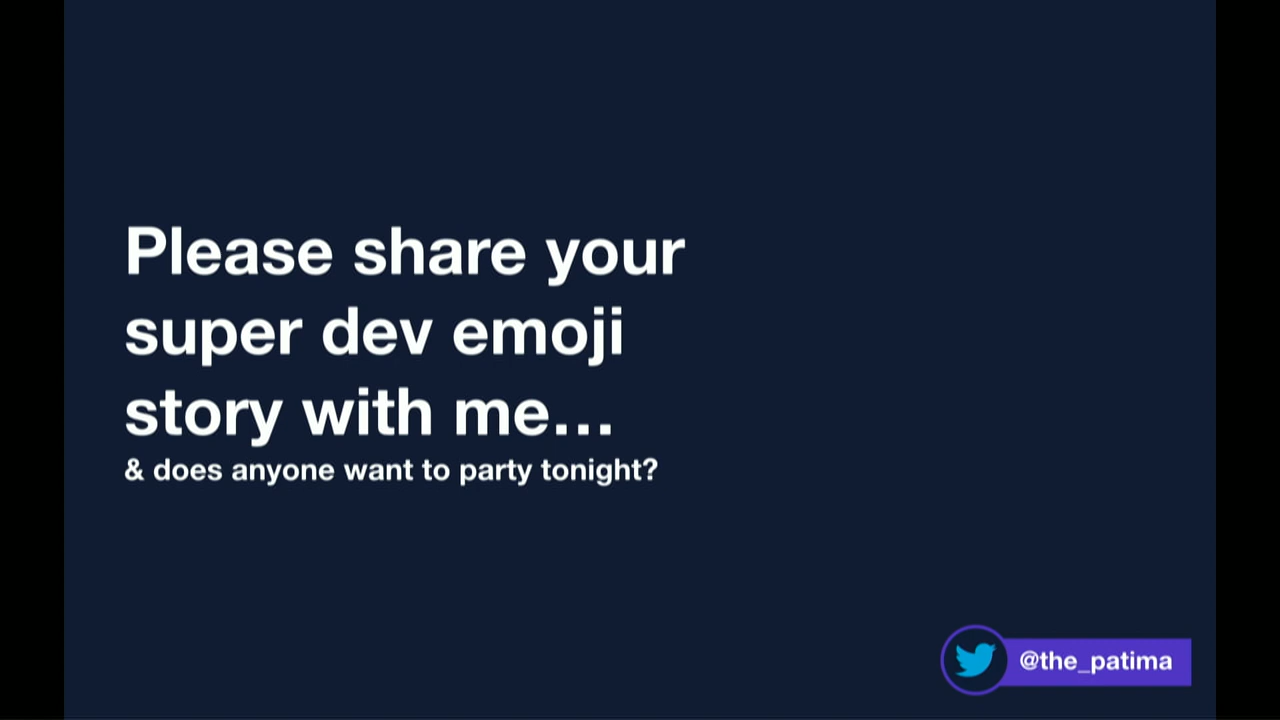 Please share your
super dev emoji
story with me...
& does anyone want to party tonight?
@the_patima